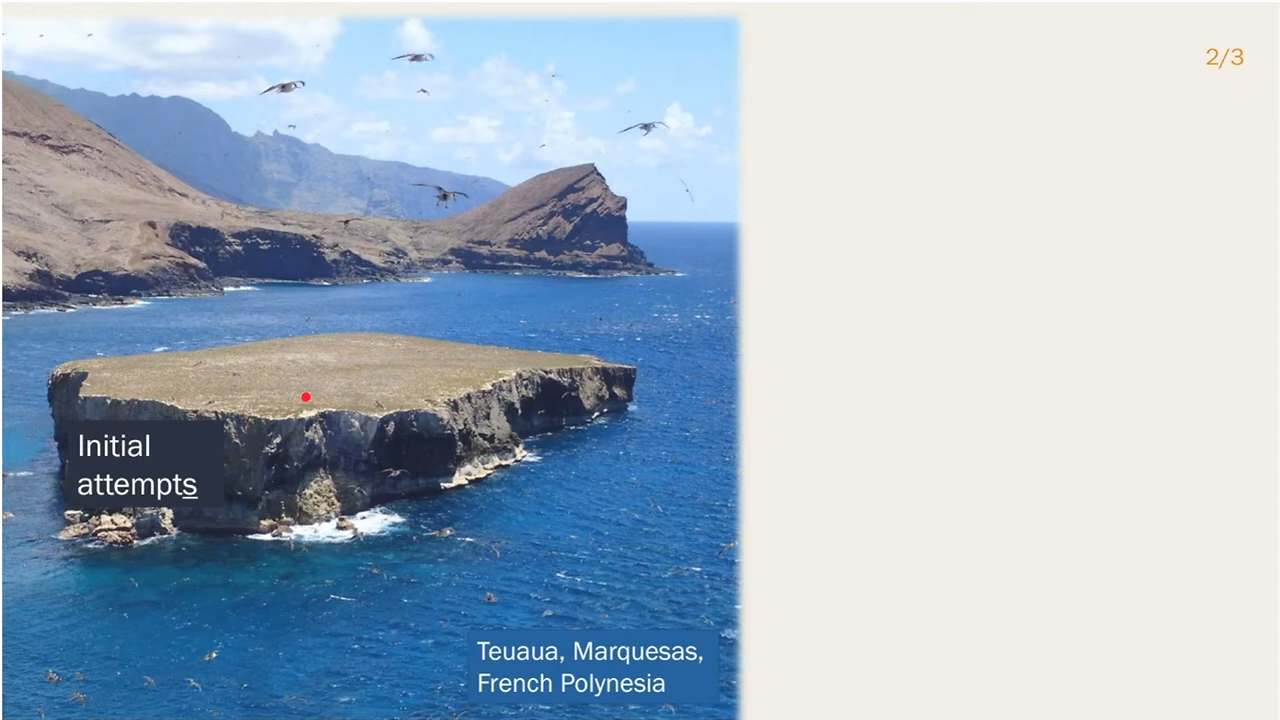 2/3
Initial
attempts
Teuaua, Marquesas,
French Polynesia